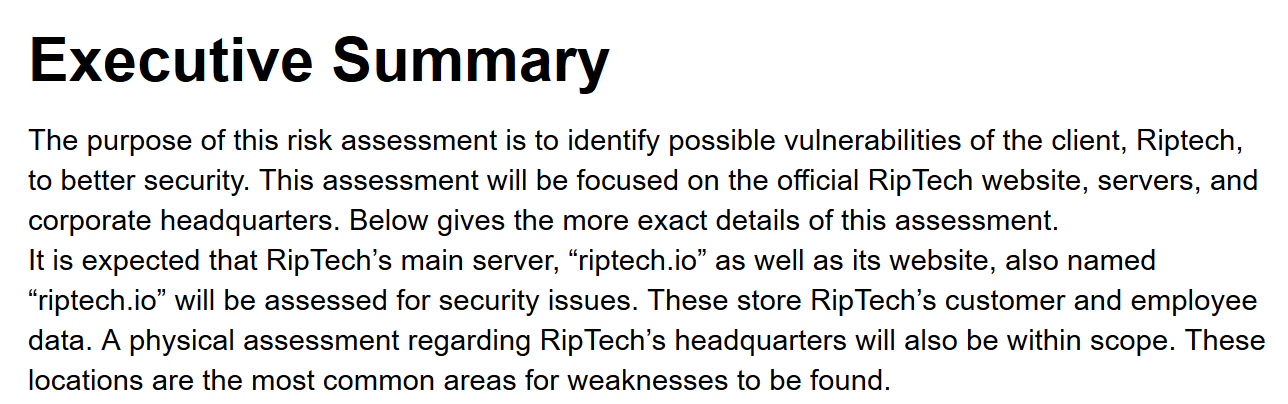 Executive Summary
The purpose of this risk assessment is to identify possible vulnerabilities of the client, Riptech,
to better security. This assessment will be focused on the official RipTech website, servers, and
corporate headquarters. Below gives the more exact details of this assessment.
It is expected that RipTech’s main server, “riptech.io” as well as its website, also named
“riptech.io” will be assessed for security issues. These store RipTech’s customer and employee
data. A physical assessment regarding RipTech’s headquarters will also be within scope. These
locations are the most common areas for weaknesses to be found.